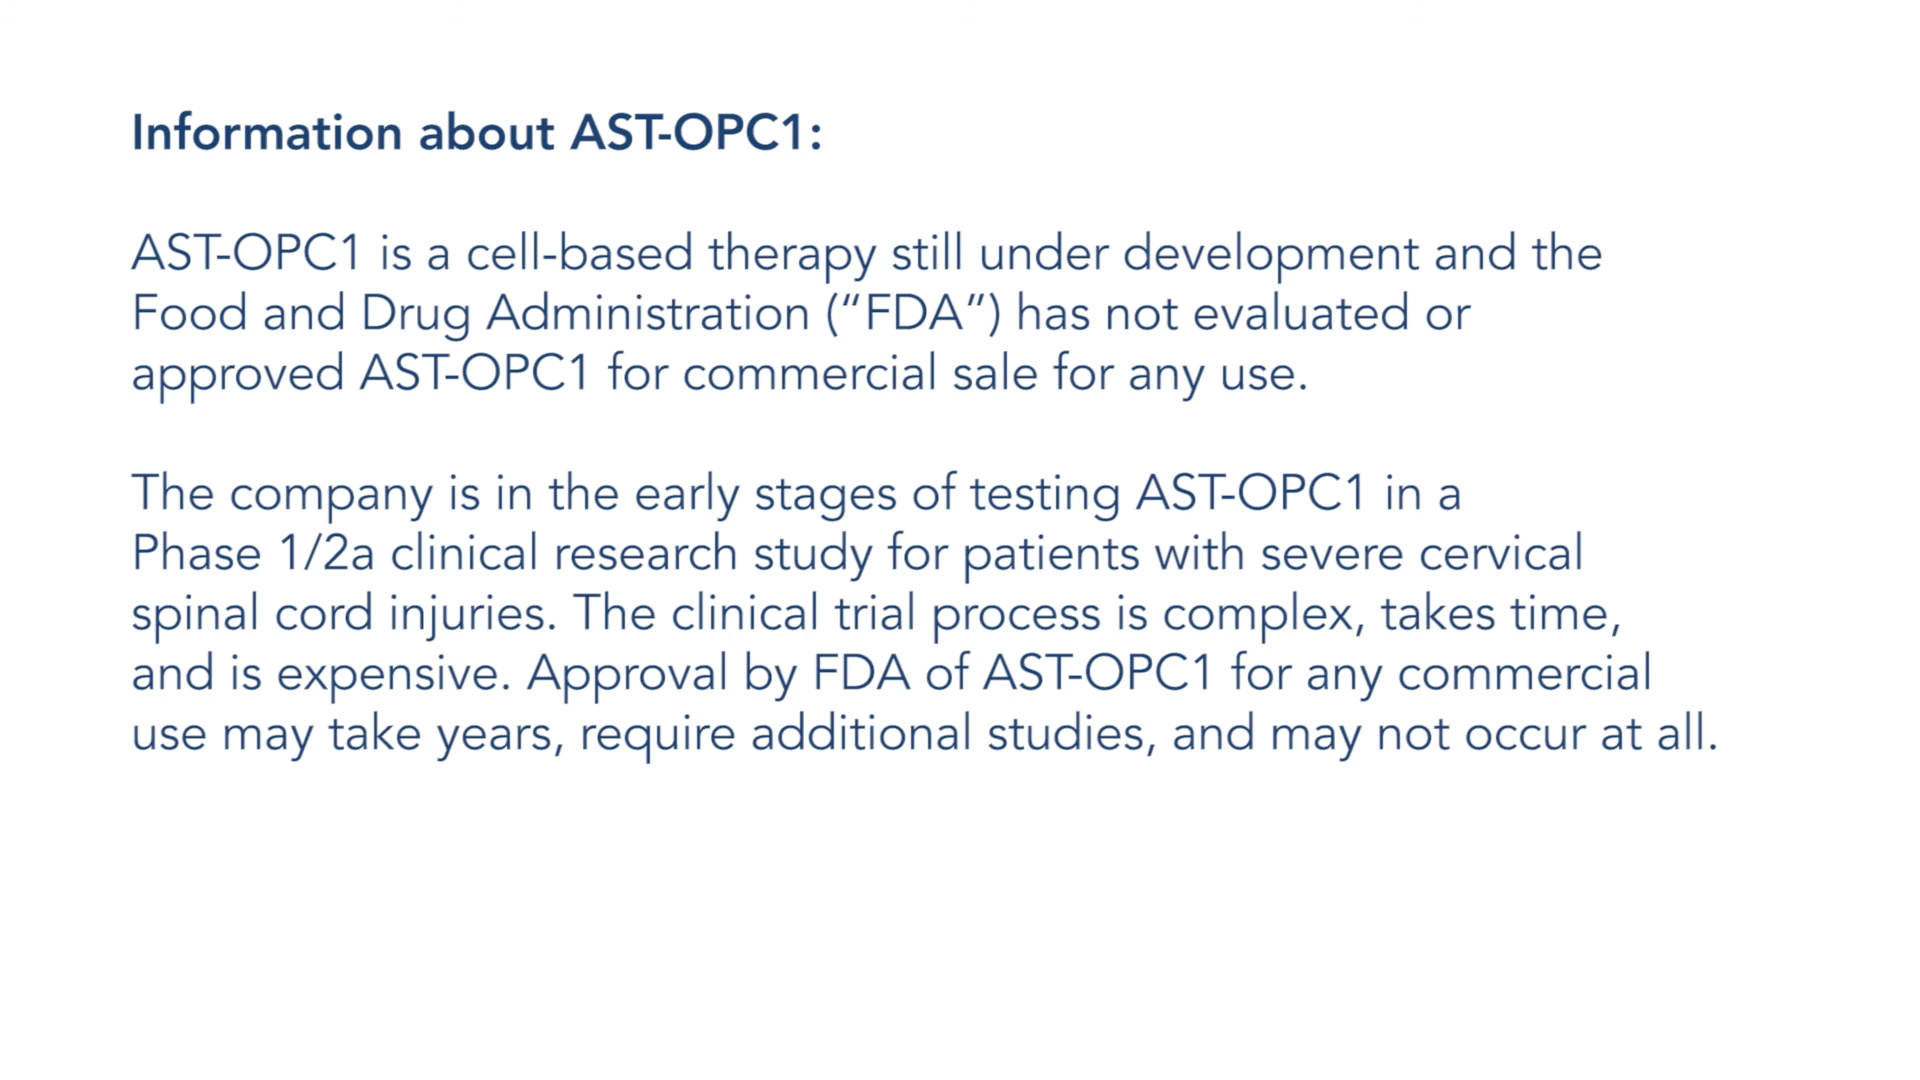 Information about AST-OPC1:
AST-OPC1 is a cell-based therapy still under development and the
Food and Drug Administration (“FDA”) has not evaluated or
approved AST-OPC1 for commercial sale for any use.
The company is in the early stages of testing AST-OPC1 in a
Phase 1/2a clinical research study for patients with severe cervical
spinal cord injuries. The clinical trial process is complex, takes time,
and is expensive. Approval by FDA of AST-OPC1 for any commercial
use may take years, require additional studies, and may not occur at all.